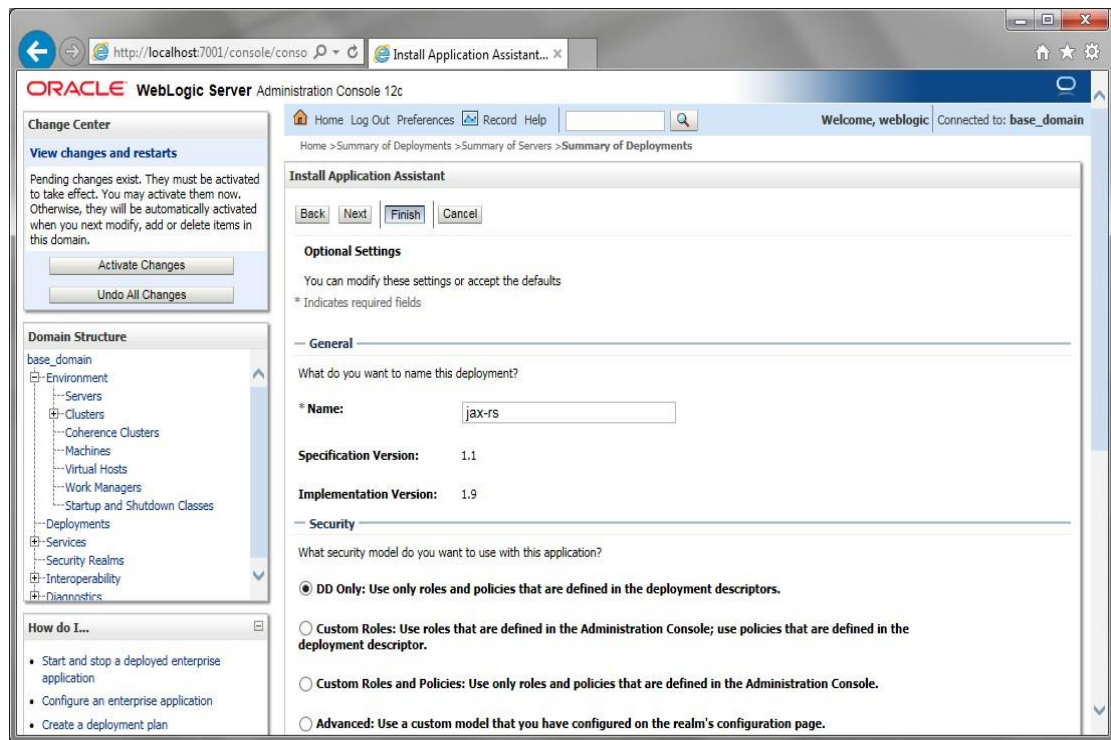 http://localhost:7001/console/conso
Install Application Assistant...
ORACLE WebLogic Server Administration Console 12c
Change Center
View changes and restarts
Pending changes exist. They must be activated
to take effect. You may activate them now.
Otherwise, they will be automatically activated
when you next modify, add or delete items in
this domain.
Activate Changes
Undo All Changes
Domain Structure
base_domain
Environment
Servers
Clusters
Coherence Clusters
Machines
Virtual Hosts
Work Managers
Startup and Shutdown Classes
Deployments
Services
Security Realms
Interoperability
Diagnostics
How do I...
• Start and stop a deployed enterprise
application
• Configure an enterprise application
• Create a deployment plan
Home Log Out Preferences Record Help
Welcome, weblogic Connected to: base_domain
Home >Summary of Deployments >Summary of Servers >Summary of Deployments
Install Application Assistant
Back Next Finish Cancel
Optional Settings
You can modify these settings or accept the defaults
* Indicates required fields
General
What do you want to name this deployment?
* Name: jax-rs
Specification Version: 1.1
Implementation Version: 1.9
Security
What security model do you want to use with this application?
DD Only: Use only roles and policies that are defined in the deployment descriptors.
Custom Roles: Use roles that are defined in the Administration Console; use policies that are defined in the
deployment descriptor.
Custom Roles and Policies: Use only roles and policies that are defined in the Administration Console.
Advanced: Use a custom model that you have configured on the realm's configuration page.